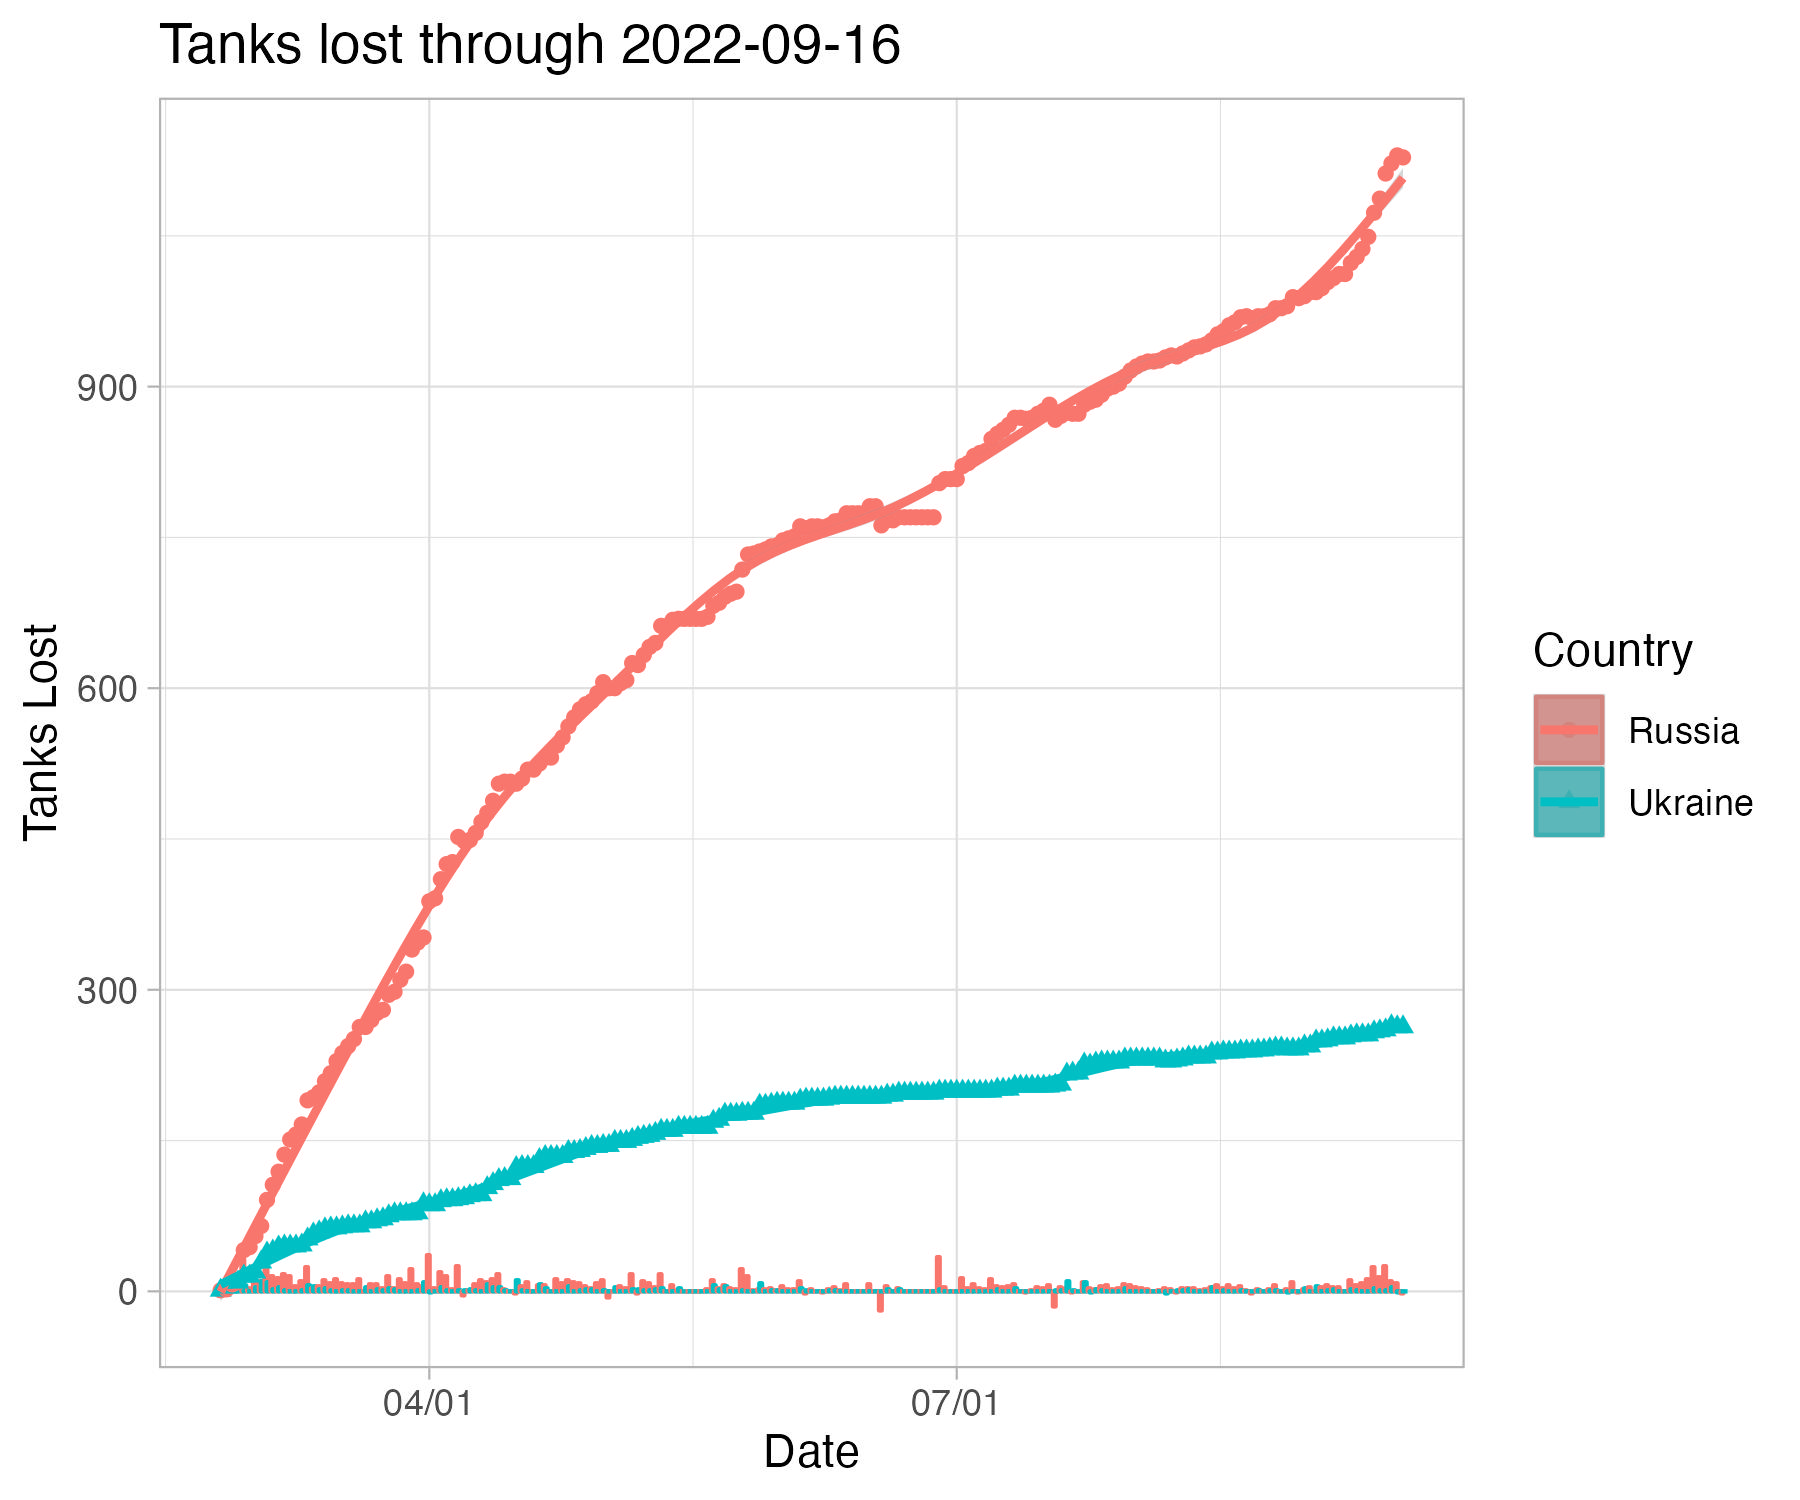 Tanks lost through 2022-09-16
Tanks Lost
900
600
300
0
04/01 07/01
Date
Country
Russia
Ukraine